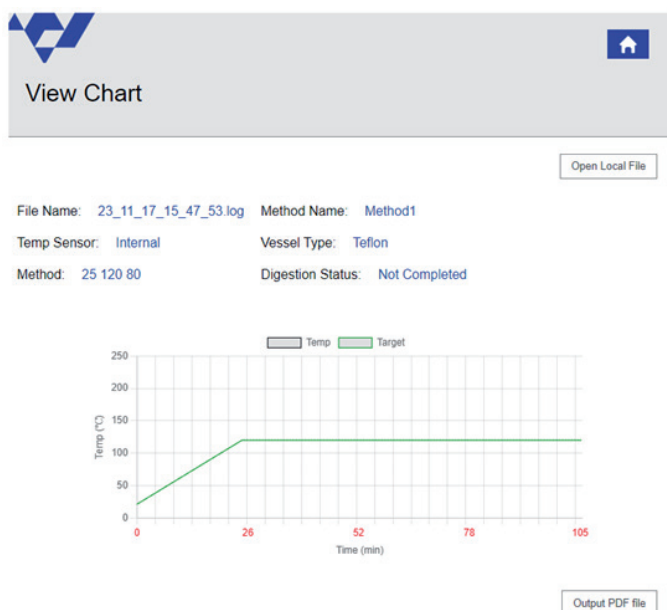 View Chart
Open Local File
File Name: 23_11_17_15_47_53.log Method Name: Method1
Temp Sensor: Internal Vessel Type: Teflon
Method: 25 120 80 Digestion Status: Not Completed
Temp Target
250
200
150
100
50
0
Temp (°C)
0 26 52 78 105
Time (min)
Output PDF file